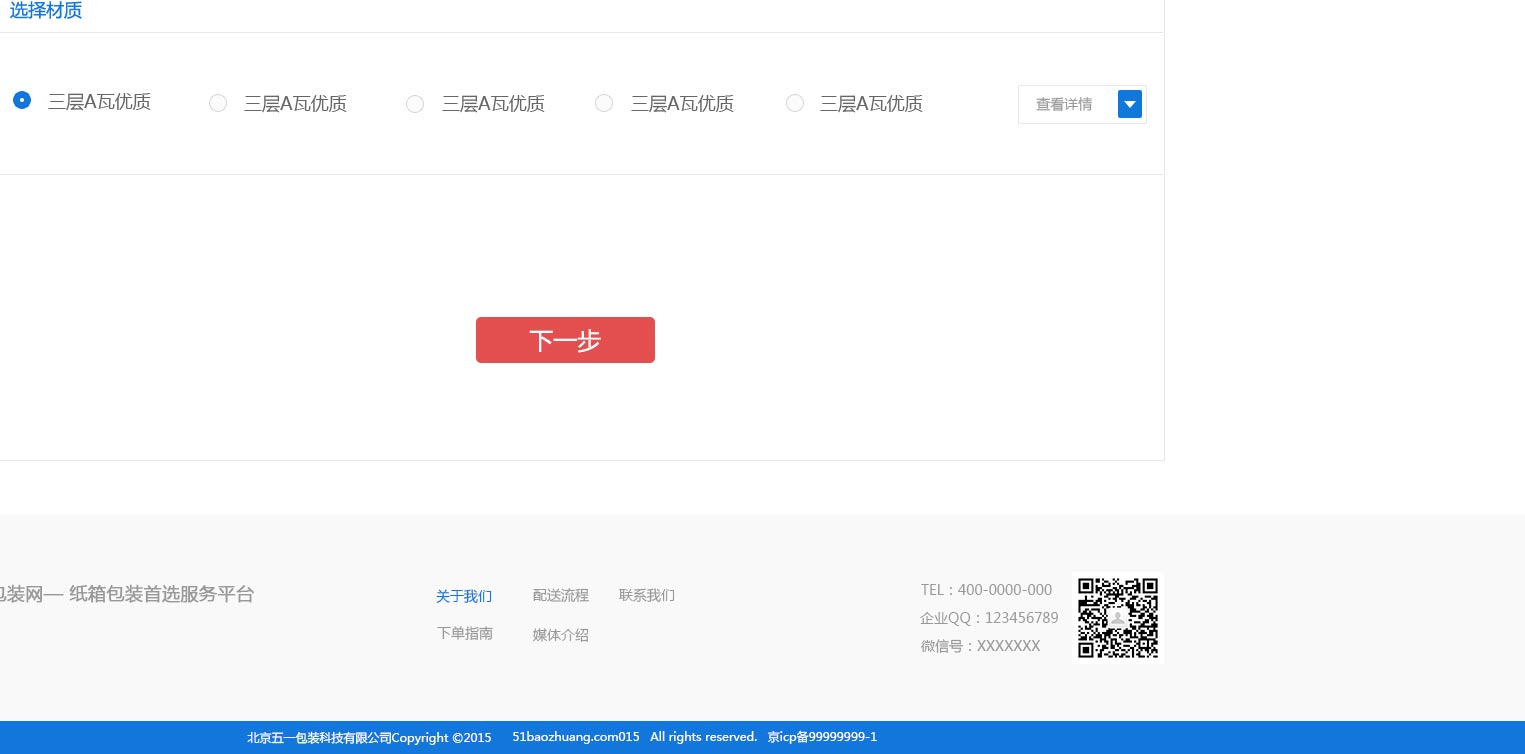 选择材质
三层A瓦优质 三层A瓦优质 三层A瓦优质 三层A瓦优质 三层A瓦优质 查看详情
下一步
包装网— 纸箱包装首选服务平台
关于我们 配送流程 联系我们
下单指南 媒体介绍
TEL：400-0000-000
企业QQ：123456789
微信号：XXXXXXX
北京五一包装科技有限公司Copyright ©2015 51baozhuang.com015 All rights reserved. 京icp备99999999-1